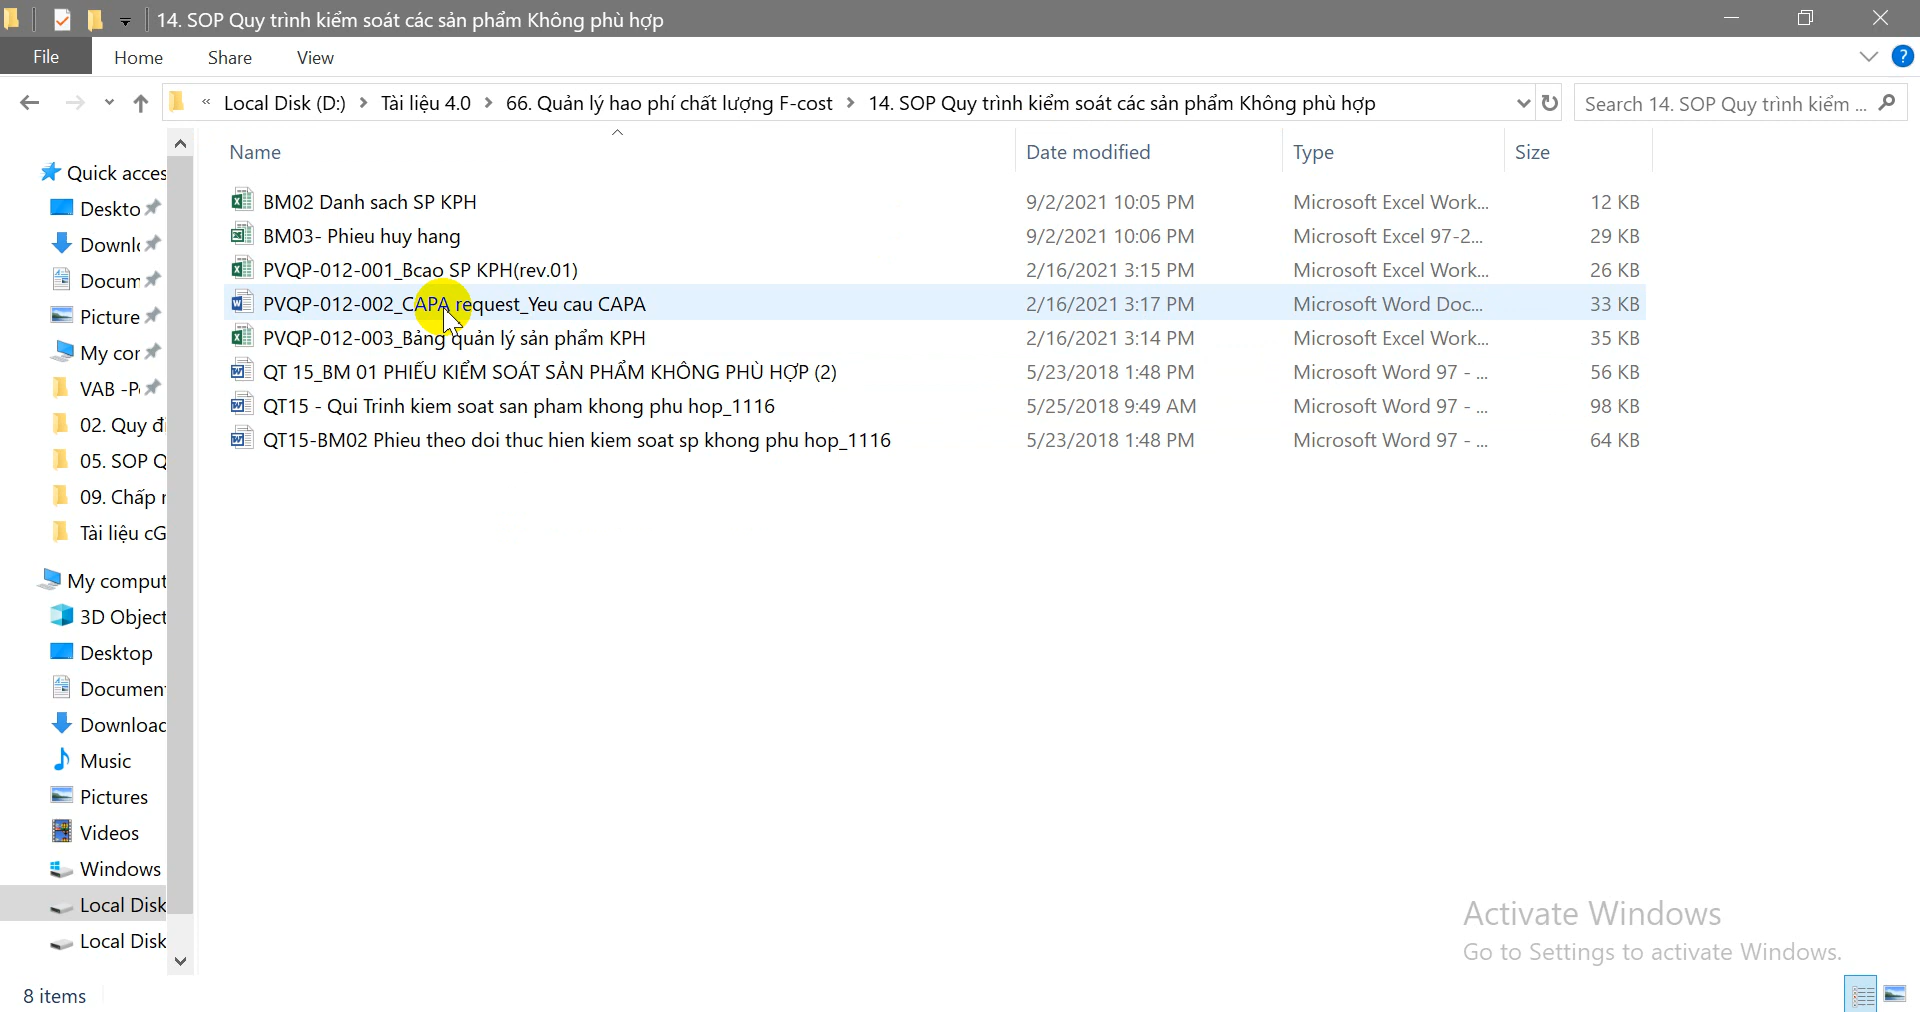 14. SOP Quy trình kiểm soát các sản phẩm Không phù hợp
File Home Share View
« Local Disk (D:) > Tài liệu 4.0 > 66. Quản lý hao phí chất lượng F-cost > 14. SOP Quy trình kiểm soát các sản phẩm Không phù hợp
Search 14. SOP Quy trình kiểm ...
Name Date modified Type Size
BM02 Danh sach SP KPH 9/2/2021 10:05 PM Microsoft Excel Work... 12 KB
BM03- Phieu huy hang 9/2/2021 10:06 PM Microsoft Excel 97-2... 29 KB
PVQP-012-001_Bcao SP KPH(rev.01) 2/16/2021 3:15 PM Microsoft Excel Work... 26 KB
PVQP-012-002_CAPA request_Yeu cau CAPA 2/16/2021 3:17 PM Microsoft Word Doc... 33 KB
PVQP-012-003_Bảng quản lý sản phẩm KPH 2/16/2021 3:14 PM Microsoft Excel Work... 35 KB
QT 15_BM 01 PHIẾU KIỂM SOÁT SẢN PHẨM KHÔNG PHÙ HỢP (2) 5/23/2018 1:48 PM Microsoft Word 97 - ... 56 KB
QT15 - Qui Trinh kiem soat san pham khong phu hop_1116 5/25/2018 9:49 AM Microsoft Word 97 - ... 98 KB
QT15-BM02 Phieu theo doi thuc hien kiem soat sp khong phu hop_1116 5/23/2018 1:48 PM Microsoft Word 97 - ... 64 KB
Quick acces
Deskto
Downl
Docum
Picture
My cor
VAB -P
02. Quy đ
05. SOP Q
09. Chấp
Tài liệu cG
My comput
3D Object
Desktop
Documen
Downloac
Music
Pictures
Videos
Windows
Local Disk
Local Disk
Activate Windows
Go to Settings to activate Windows.
8 items